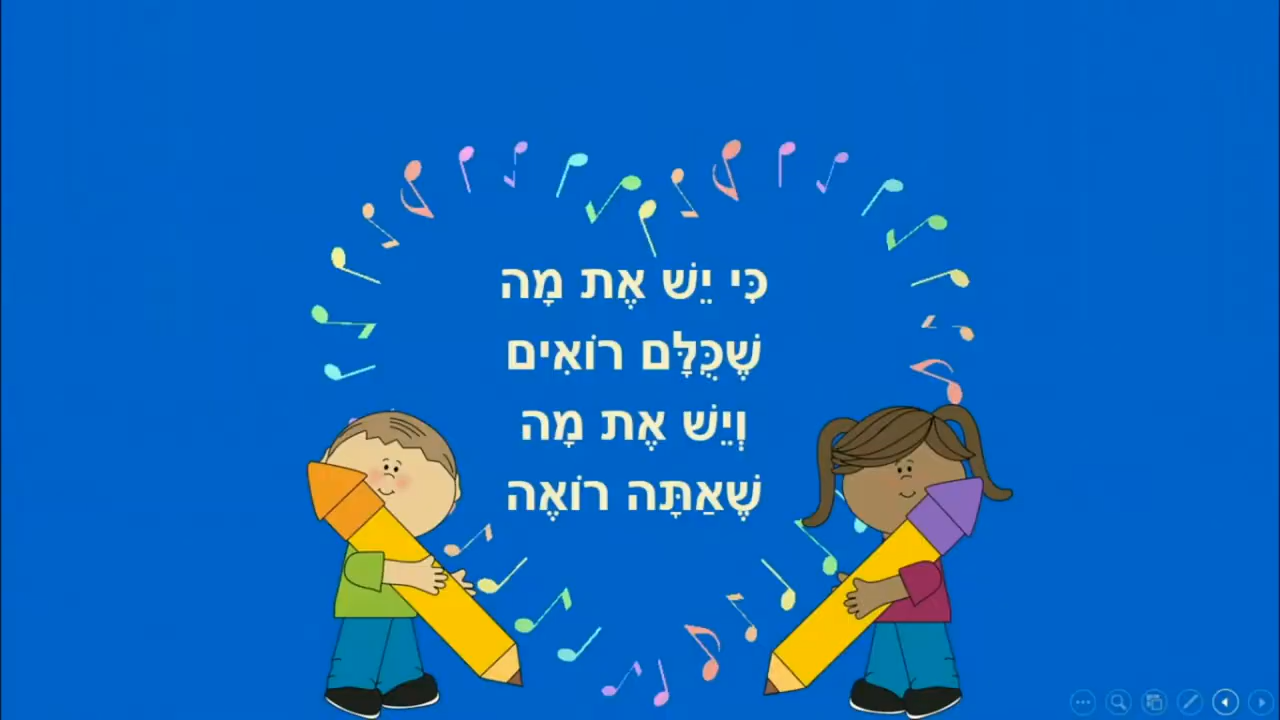 כִּי יֵשׁ אֶת מָה
שֶׁכֻּלָּם רוֹאִים
וְיֵשׁ אֶת מָה
שֶׁאַתָּה רוֹאֶה